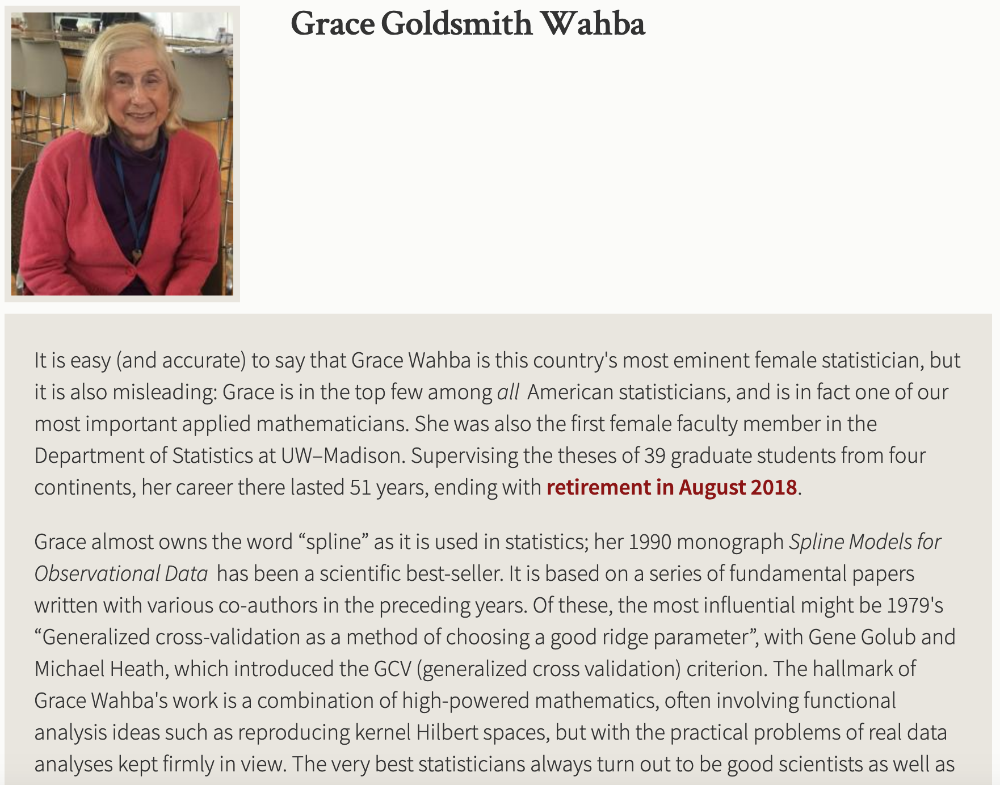 Grace Goldsmith Wahba
It is easy (and accurate) to say that Grace Wahba is this country's most eminent female statistician, but
it is also misleading: Grace is in the top few among all American statisticians, and is in fact one of our
most important applied mathematicians. She was also the first female faculty member in the
Department of Statistics at UW–Madison. Supervising the theses of 39 graduate students from four
continents, her career there lasted 51 years, ending with retirement in August 2018.
Grace almost owns the word “spline” as it is used in statistics; her 1990 monograph Spline Models for
Observational Data has been a scientific best-seller. It is based on a series of fundamental papers
written with various co-authors in the preceding years. Of these, the most influential might be 1979's
“Generalized cross-validation as a method of choosing a good ridge parameter”, with Gene Golub and
Michael Heath, which introduced the GCV (generalized cross validation) criterion. The hallmark of
Grace Wahba's work is a combination of high-powered mathematics, often involving functional
analysis ideas such as reproducing kernel Hilbert spaces, but with the practical problems of real data
analyses kept firmly in view. The very best statisticians always turn out to be good scientists as well as